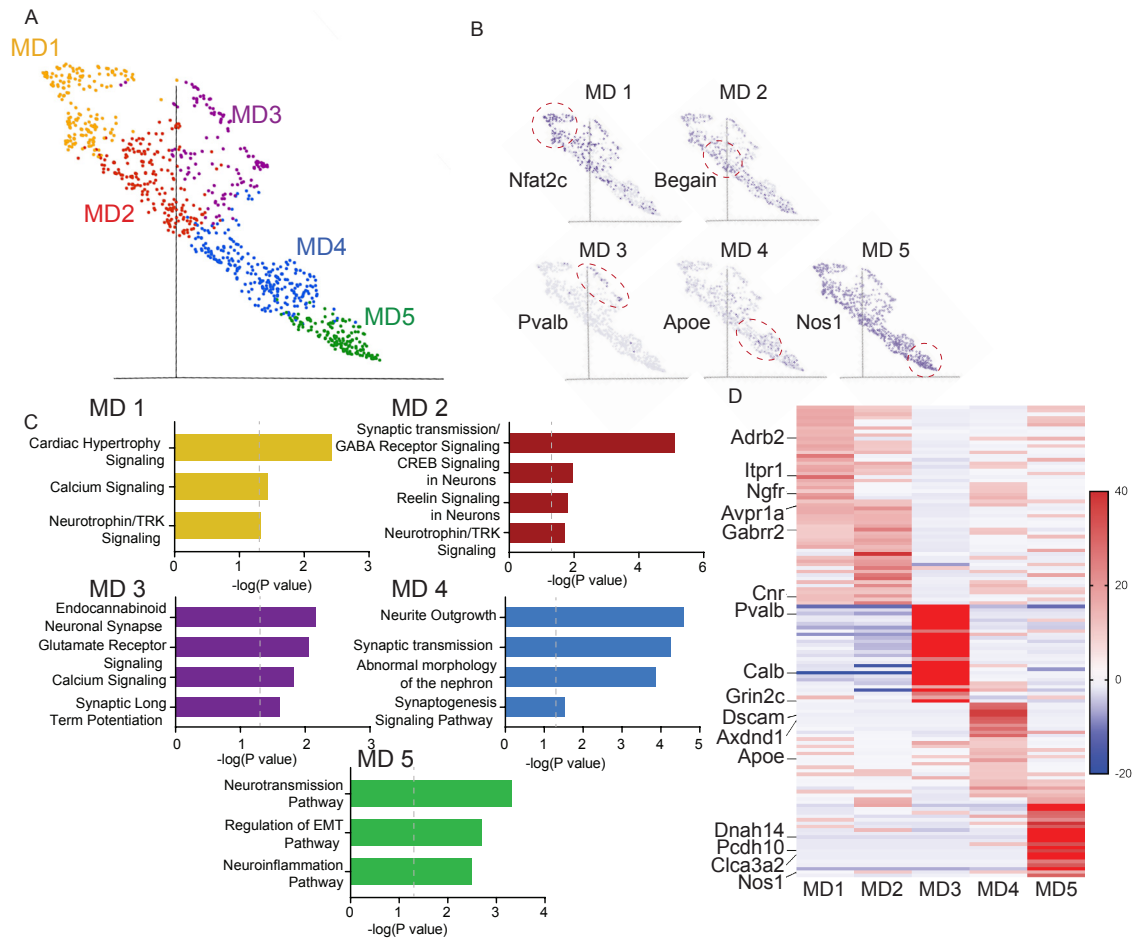 A
MD1
MD3
MD2
MD4
MD5
B
MD 1
MD 2
Nfat2c
Begain
MD 3
MD 4
MD 5
Pvalb
Apoe
Nos1
C
MD 1
Cardiac Hypertrophy
Signaling
Calcium Signaling
Neurotrophin/TRK
Signaling
0 1 2 3
-log(P value)
MD 2
Synaptic transmission/
GABA Receptor Signaling
CREB Signaling
in Neurons
Reelin Signaling
in Neurons
Neurotrophin/TRK
Signaling
0 2 4 6
-log(P value)
MD 3
Endocannabinoid
Neuronal Synapse
Glutamate Receptor
Signaling
Calcium Signaling
Synaptic Long
Term Potentiation
0 1 2 3
-log(P value)
MD 4
Neurite Outgrowth
Synaptic transmission
Abnormal morphology
of the nephron
Synaptogenesis
Signaling Pathway
0 1 2 3 4 5
-log(P value)
MD 5
Neurotransmission
Pathway
Regulation of EMT
Pathway
Neuroinflammation
Pathway
0 1 2 3 4
-log(P value)
D
Adrb2
Itpr1
Ngfr
Avpr1a
Gabrr2
Cnr
Pvalb
Calb
Grin2c
Dscam
Axdnd1
Apoe
Dnah14
Pcdh10
Clca3a2
Nos1
MD1 MD2 MD3 MD4 MD5
40
20
0
-20